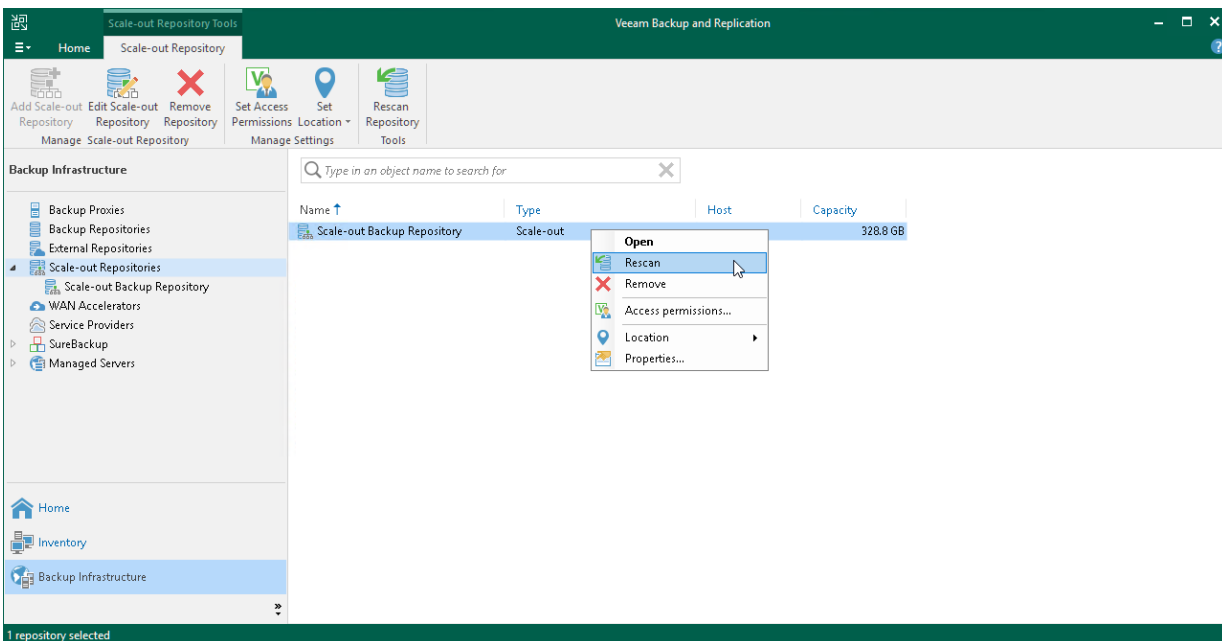 Scale-out Repository Tools
Veeam Backup and Replication
Home
Scale-out Repository
Add Scale-out Repository
Edit Scale-out Repository
Remove Repository
Set Access Permissions
Set Location
Rescan Repository
Manage Scale-out Repository
Manage Settings
Tools
Backup Infrastructure
Type in an object name to search for
Backup Proxies
Backup Repositories
External Repositories
Scale-out Repositories
Scale-out Backup Repository
WAN Accelerators
Service Providers
SureBackup
Managed Servers
Name Type Host Capacity
Scale-out Backup Repository Scale-out 328.8 GB
Open
Rescan
Remove
Access permissions...
Location
Properties...
Home
Inventory
Backup Infrastructure
1 repository selected